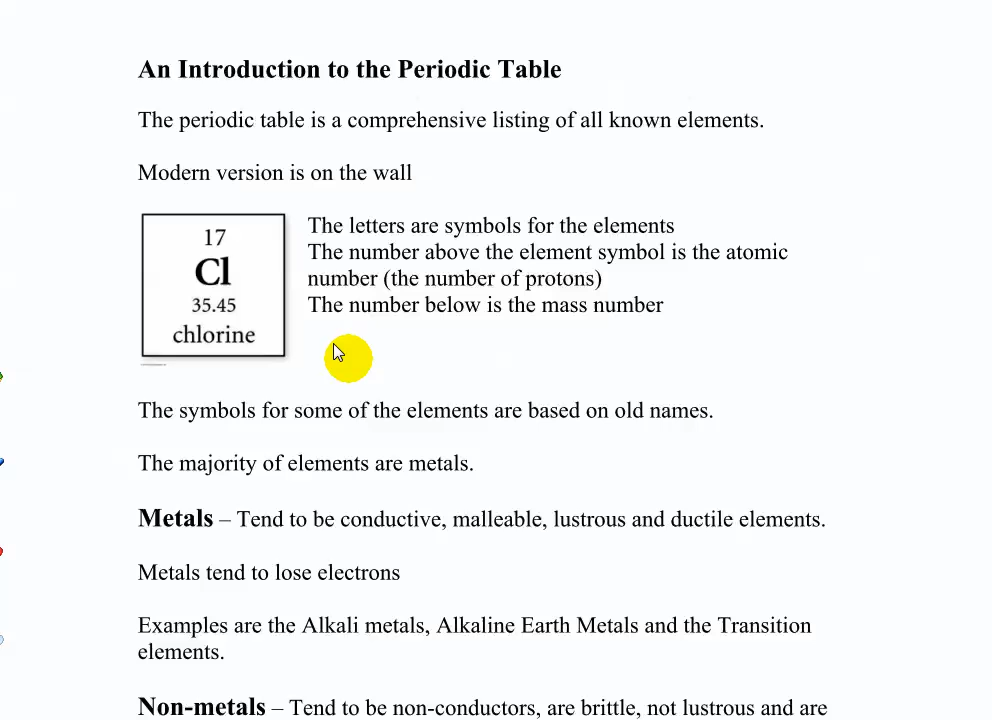 An Introduction to the Periodic Table
The periodic table is a comprehensive listing of all known elements.
Modern version is on the wall
17
Cl
35.45
chlorine
The letters are symbols for the elements
The number above the element symbol is the atomic
number (the number of protons)
The number below is the mass number
The symbols for some of the elements are based on old names.
The majority of elements are metals.
Metals – Tend to be conductive, malleable, lustrous and ductile elements.
Metals tend to lose electrons
Examples are the Alkali metals, Alkaline Earth Metals and the Transition
elements.
Non-metals – Tend to be non-conductors, are brittle, not lustrous and are